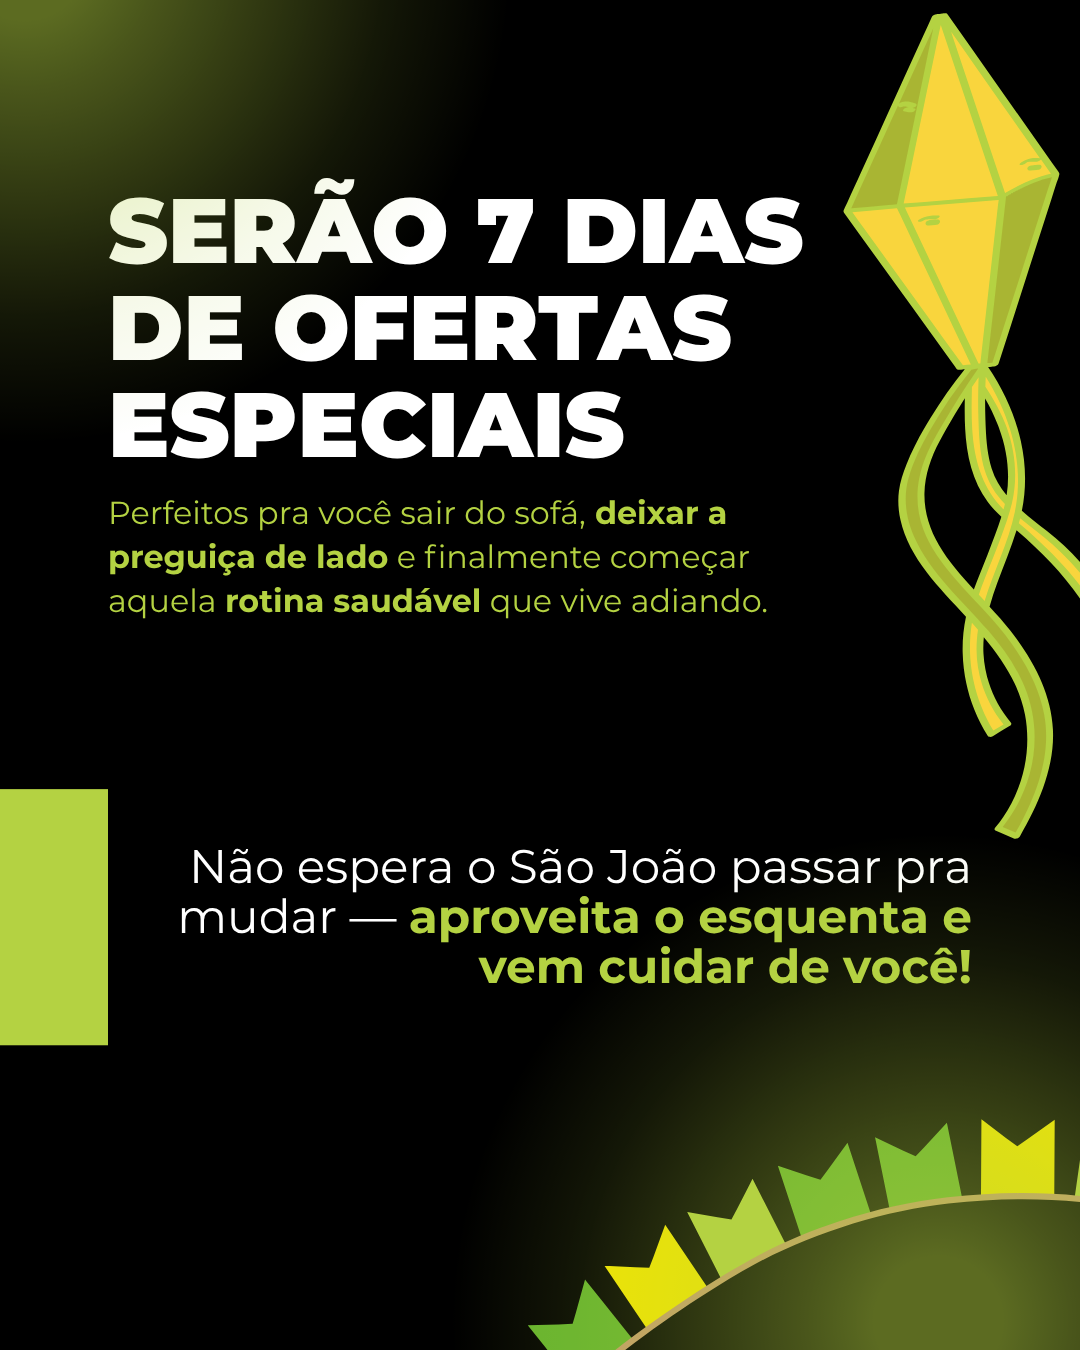 SERÃO 7 DIAS
DE OFERTAS
ESPECIAIS
Perfeitos pra você sair do sofá, deixar a
preguiça de lado e finalmente começar
aquela rotina saudável que vive adiando.
Não espera o São João passar pra
mudar — aproveita o esquenta e
vem cuidar de você!